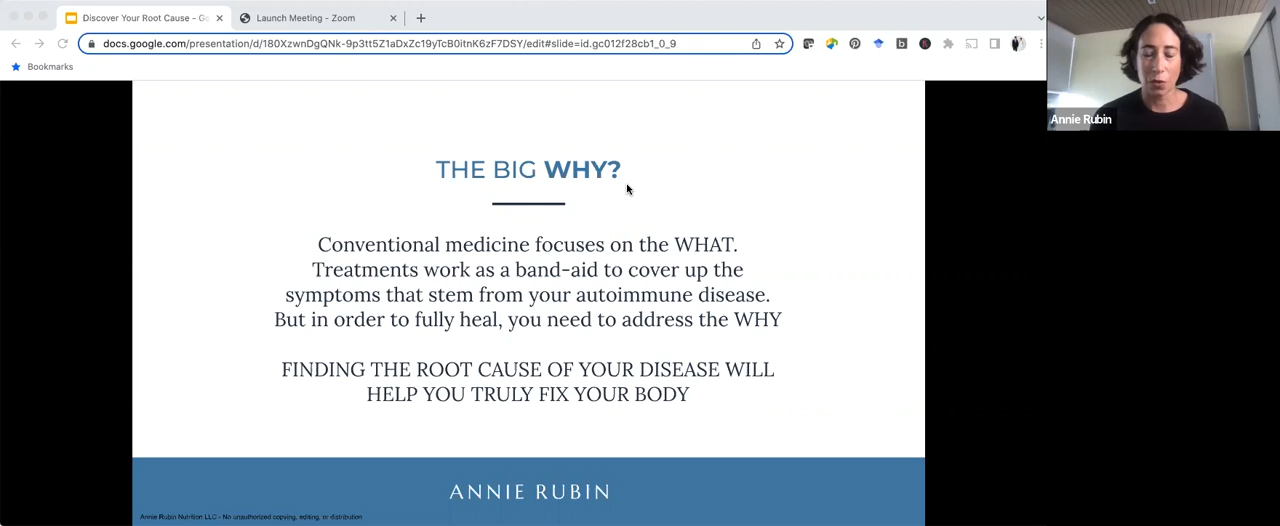 Discover Your Root Cause - Go
Launch Meeting - Zoom
docs.google.com/presentation/d/180XzwnDgQNk-9p3tt5Z1aDxZc19yTcB0itnK6zF7DSY/edit#slide=id.gc012f28cb1_0_9
Bookmarks
Annie Rubin
THE BIG WHY?
Conventional medicine focuses on the WHAT.
Treatments work as a band-aid to cover up the
symptoms that stem from your autoimmune disease.
But in order to fully heal, you need to address the WHY
FINDING THE ROOT CAUSE OF YOUR DISEASE WILL
HELP YOU TRULY FIX YOUR BODY
ANNIE RUBIN
Annie Rubin Nutrition LLC - No unauthorized copying, editing, or distribution